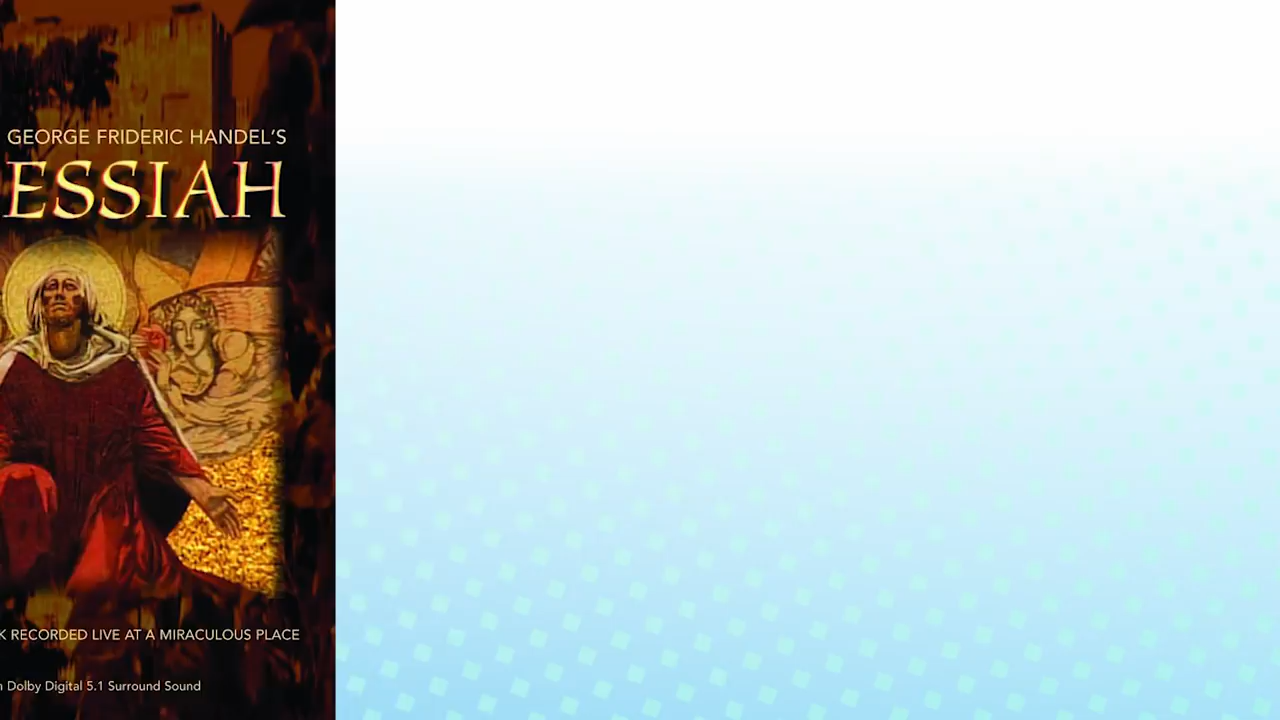 GEORGE FRIDERIC HANDEL'S
ESSIAH
K RECORDED LIVE AT A MIRACULOUS PLACE
n Dolby Digital 5.1 Surround Sound